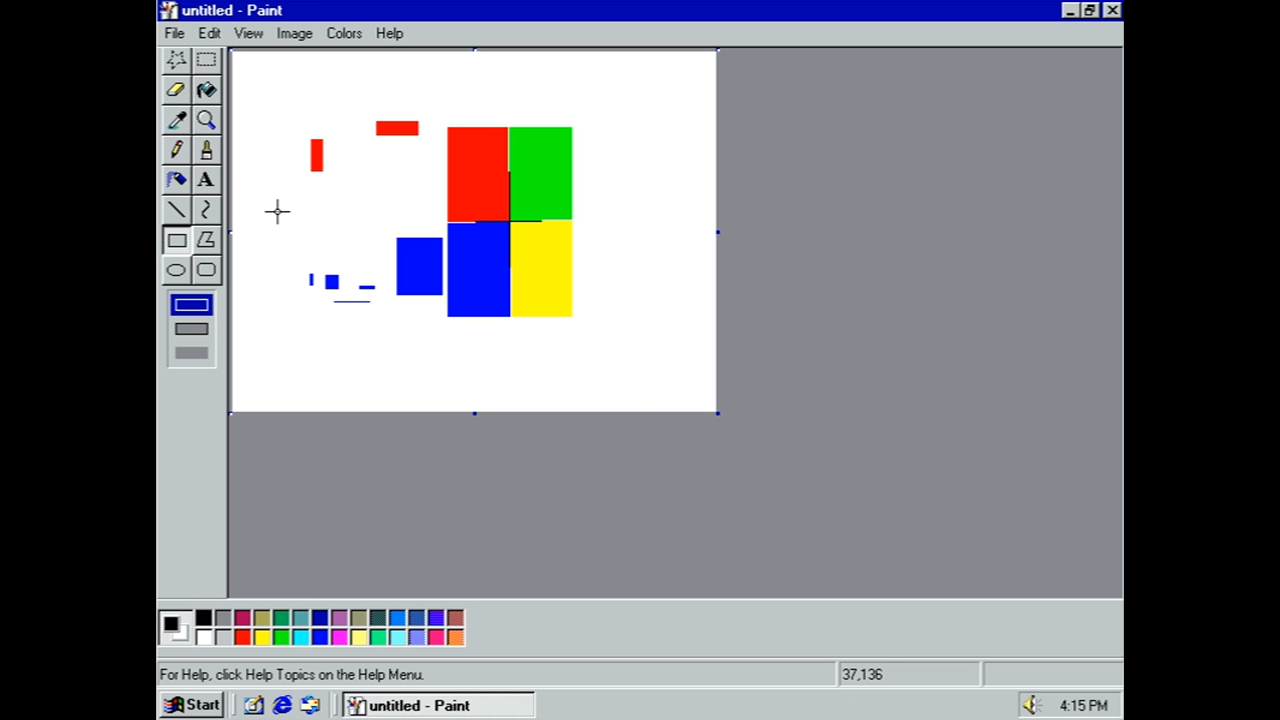 untitled - Paint
File Edit View Image Colors Help
A
For Help, click Help Topics on the Help Menu.
37,136
Start
untitled - Paint
4:15 PM